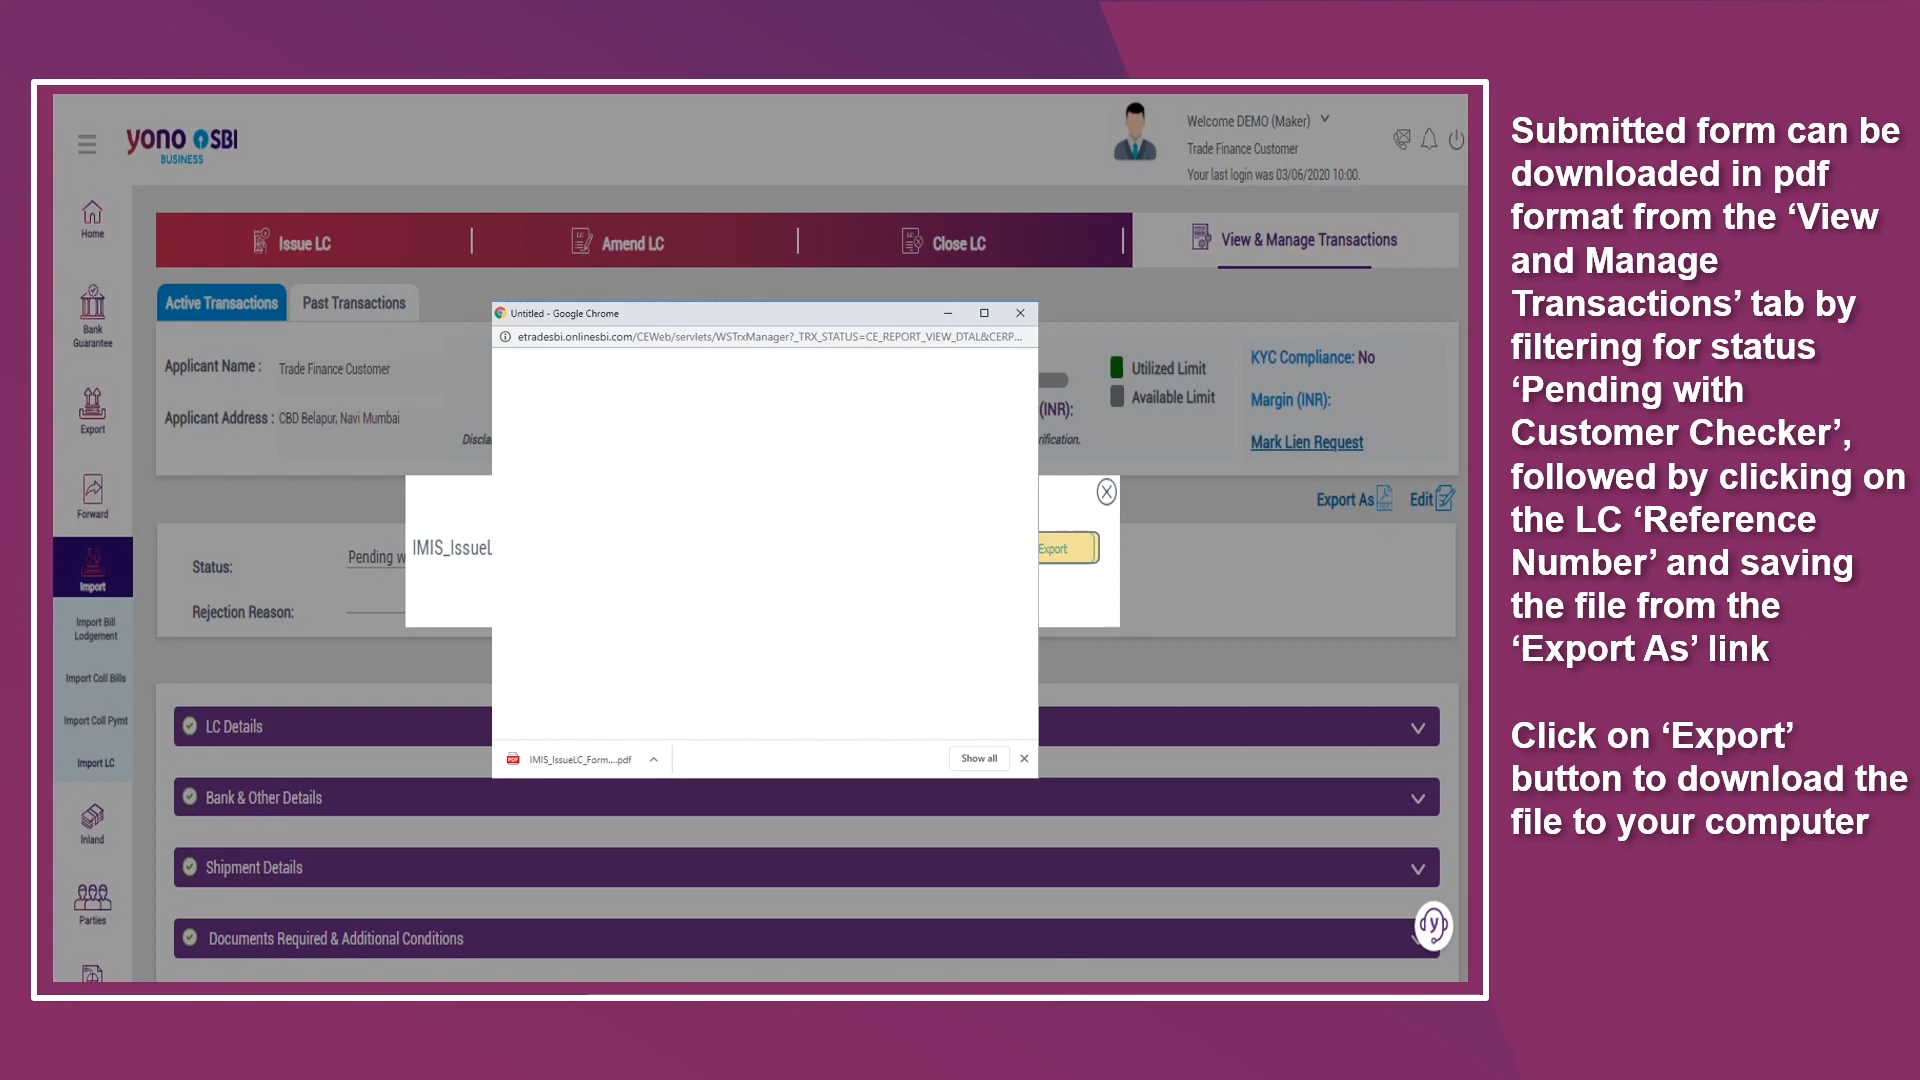 yono SBI
BUSINESS
Welcome DEMO (Maker)
Trade Finance Customer
Your last login was 03/06/2020 10:00.
Home
Bank
Guarantee
Export
Forward
Import
Import Bill
Lodgement
Import Coll Bills
Import Coll Pymt
Import LC
Inland
Parties
Issue LC
Amend LC
Close LC
View & Manage Transactions
Active Transactions
Past Transactions
Applicant Name : Trade Finance Customer
Applicant Address : CBD Belapur, Navi Mumbai
Discla
(INR):
rification.
Utilized Limit
Available Limit
KYC Compliance: No
Margin (INR):
Mark Lien Request
Export As
Edit
Status: Pending w
Rejection Reason:
IMIS_IssueL
Export
Untitled - Google Chrome
etradesbi.onlinesbi.com/CEWeb/servlets/WSTrxManager?_TRX_STATUS=CE_REPORT_VIEW_DTAL&CERP...
IMIS_IssueLC_Form....pdf
Show all
LC Details
Bank & Other Details
Shipment Details
Documents Required & Additional Conditions
Submitted form can be
downloaded in pdf
format from the ‘View
and Manage
Transactions’ tab by
filtering for status
‘Pending with
Customer Checker’,
followed by clicking on
the LC ‘Reference
Number’ and saving
the file from the
‘Export As’ link
Click on ‘Export’
button to download the
file to your computer